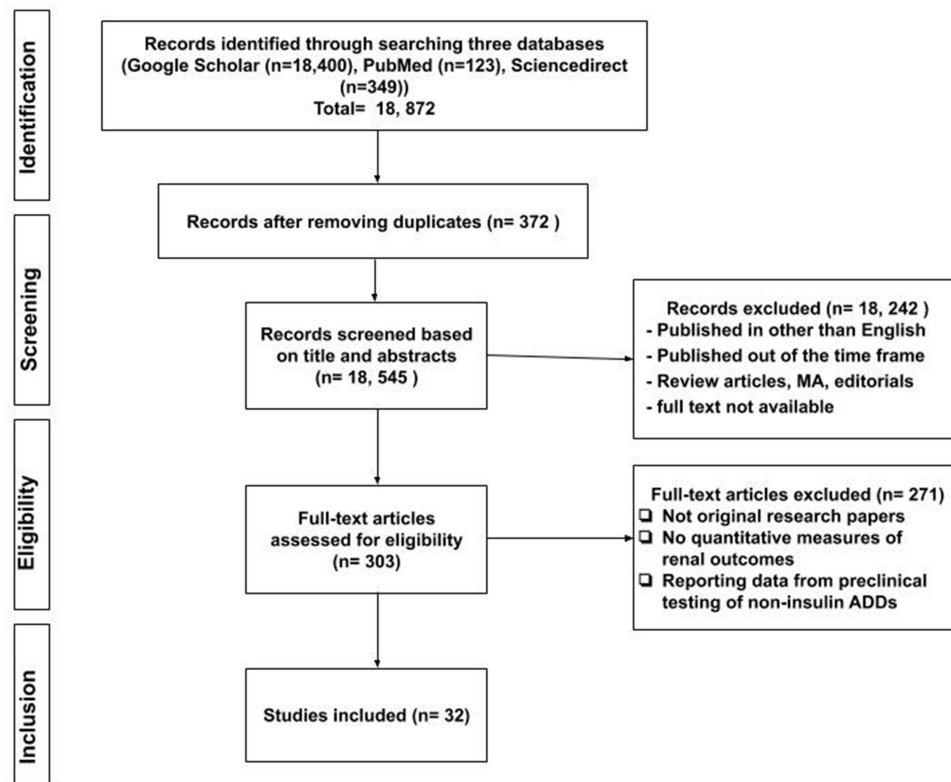 Identification
Records identified through searching three databases
(Google Scholar (n=18,400), PubMed (n=123), Sciencedirect
(n=349))
Total= 18, 872
Records after removing duplicates (n= 372 )
Screening
Records screened based
on title and abstracts
(n= 18, 545 )
Records excluded (n= 18, 242 )
- Published in other than English
- Published out of the time frame
- Review articles, MA, editorials
- full text not available
Eligibility
Full-text articles
assessed for eligibility
(n= 303)
Full-text articles excluded (n= 271)
❑ Not original research papers
❑ No quantitative measures of
renal outcomes
❑ Reporting data from preclinical
testing of non-insulin ADDs
Inclusion
Studies included (n= 32)